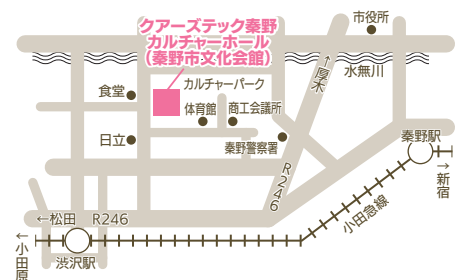 クアーズテック秦野
カルチャーホール
(秦野市文化会館)
市役所
↑厚木
水無川
カルチャーパーク
食堂
体育館
商工会議所
日立
秦野警察署
秦野駅
→新宿
R246
小田急線
←松田
R246
←小田原
渋沢駅